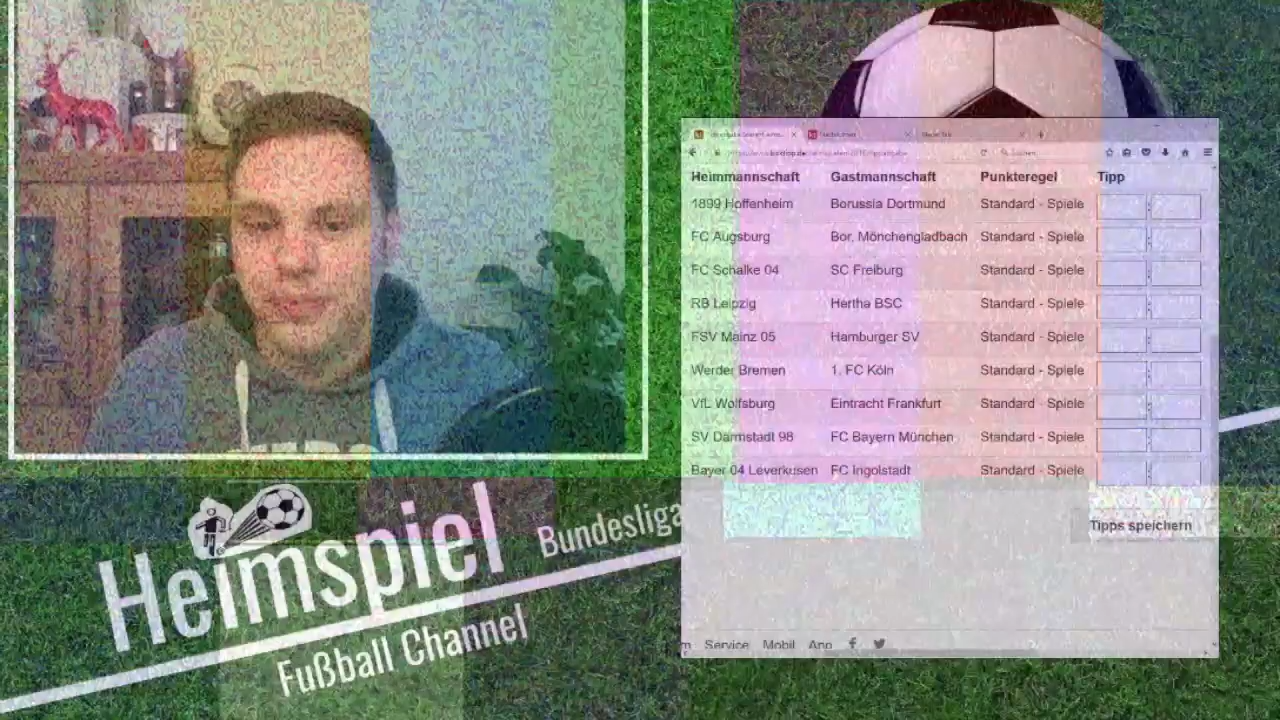 Heimmannschaft Gastmannschaft Punkteregel Tipp
1899 Hoffenheim Borussia Dortmund Standard - Spiele :
FC Augsburg Bor. Mönchengladbach Standard - Spiele :
FC Schalke 04 SC Freiburg Standard - Spiele :
RB Leipzig Hertha BSC Standard - Spiele :
FSV Mainz 05 Hamburger SV Standard - Spiele :
Werder Bremen 1. FC Köln Standard - Spiele :
VfL Wolfsburg Eintracht Frankfurt Standard - Spiele :
SV Darmstadt 98 FC Bayern München Standard - Spiele :
Bayer 04 Leverkusen FC Ingolstadt Standard - Spiele :
Tipps speichern
Service Mobil App
Heimspiel
Bundesliga
Fußball Channel